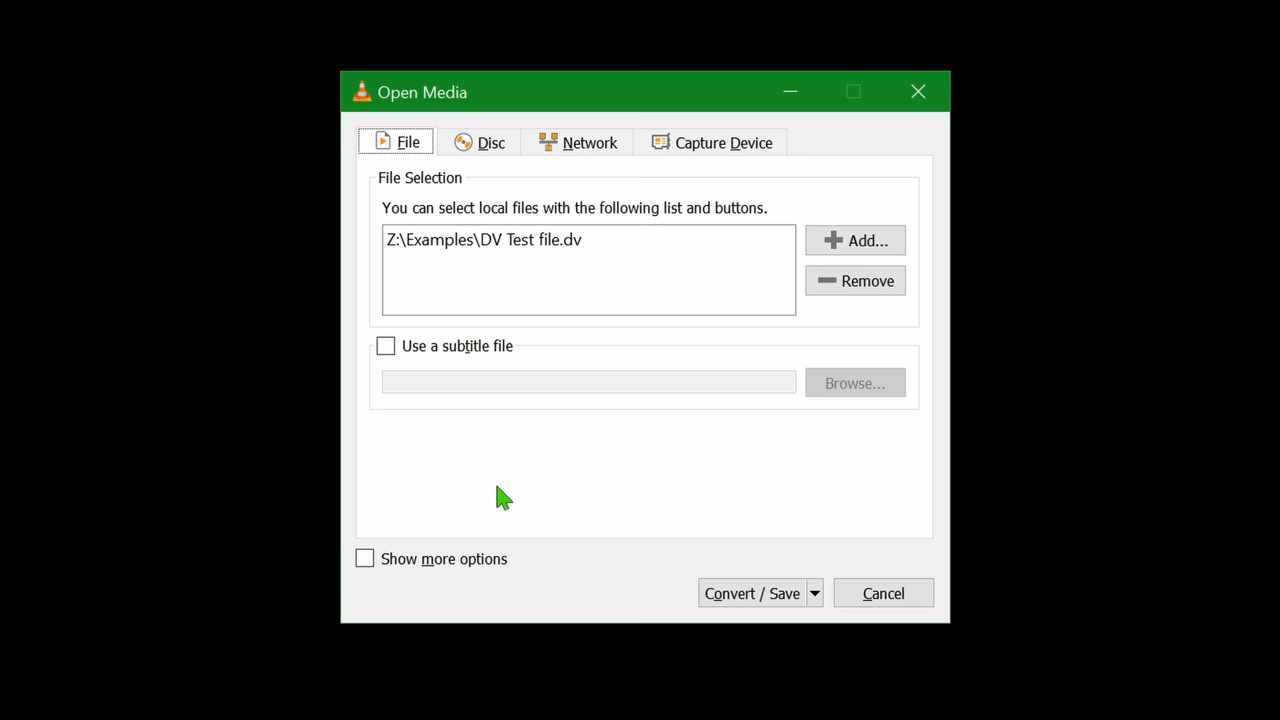 Open Media
File
Disc
Network
Capture Device
File Selection
You can select local files with the following list and buttons.
Z:\Examples\DV Test file.dv
Add...
Remove
Use a subtitle file
Browse...
Show more options
Convert / Save
Cancel